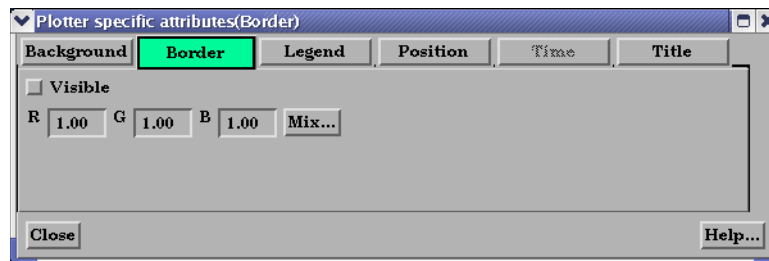 Plotter specific attributes(Border)
Background Border Legend Position Time Title
Visible
R 1.00 G 1.00 B 1.00 Mix...
Close Help...